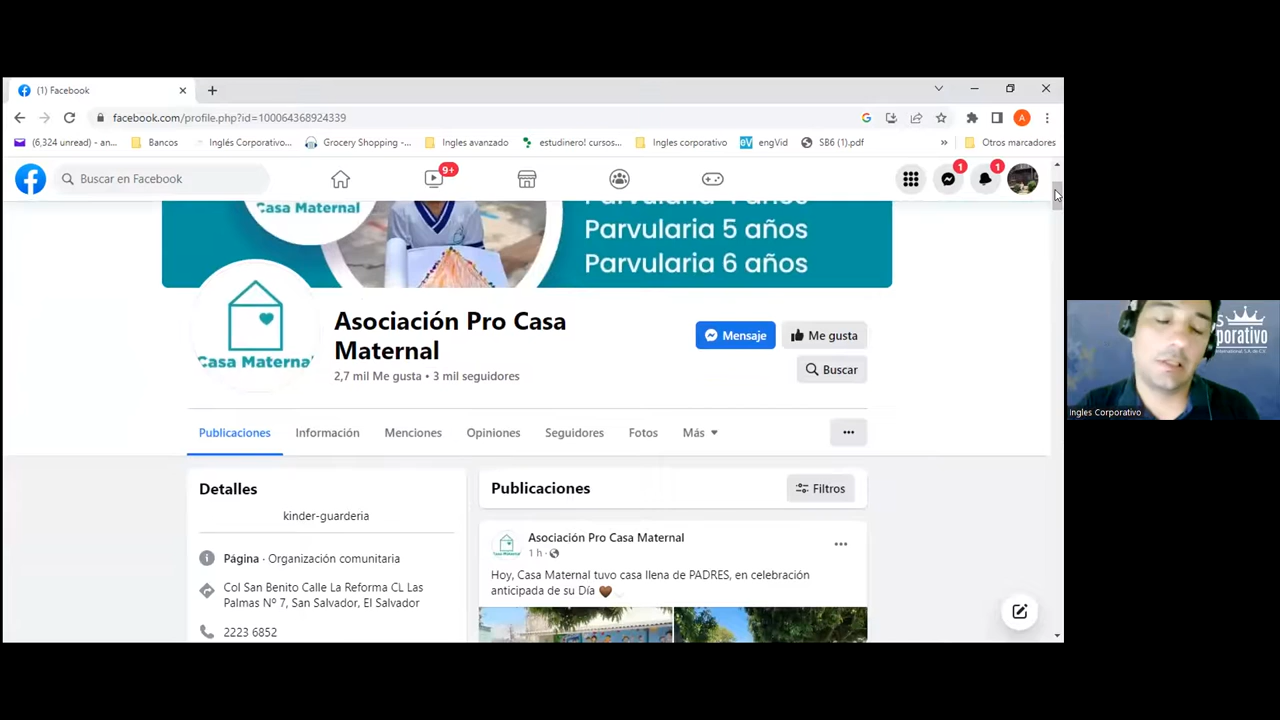 (1) Facebook
facebook.com/profile.php?id=100064368924339
(6,324 unread) - an...
Bancos
Inglés Corporativo...
Grocery Shopping -...
Ingles avanzado
estudinero! cursos...
Ingles corporativo
engVid
SB6 (1).pdf
Otros marcadores
Buscar en Facebook
9+
1
1
A
Casa Maternal
Parvularia 5 años
Parvularia 6 años
Casa Maternal
Asociación Pro Casa
Maternal
2,7 mil Me gusta • 3 mil seguidores
Mensaje
Me gusta
Buscar
Publicaciones
Información
Menciones
Opiniones
Seguidores
Fotos
Más
Detalles
kinder-guarderia
Página · Organización comunitaria
Col San Benito Calle La Reforma CL Las
Palmas Nº 7, San Salvador, El Salvador
2223 6852
Publicaciones
Filtros
Asociación Pro Casa Maternal
1 h ·
Hoy, Casa Maternal tuvo casa llena de PADRES, en celebración
anticipada de su Día
Ingles Corporativo